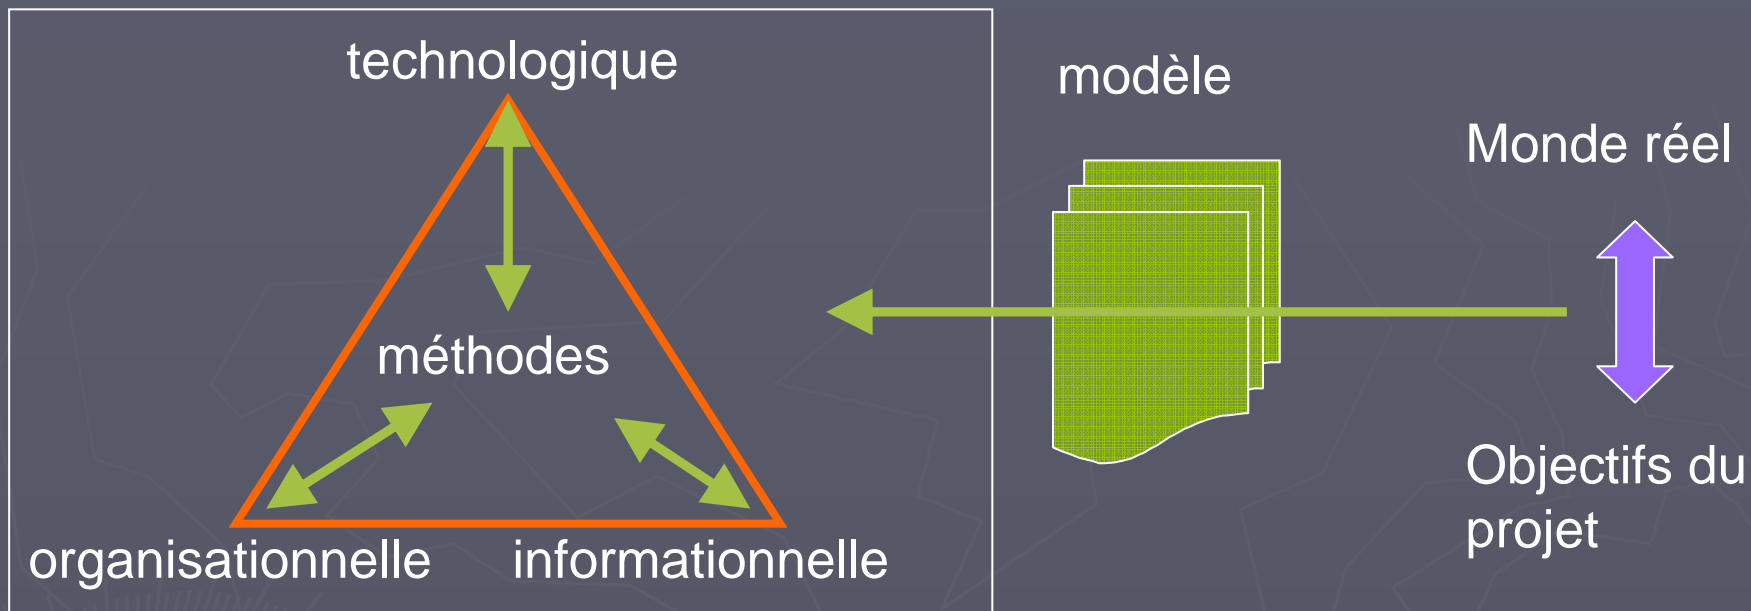 technologique
modèle
Monde réel
méthodes
Objectifs du
projet
organisationnelle
informationnelle